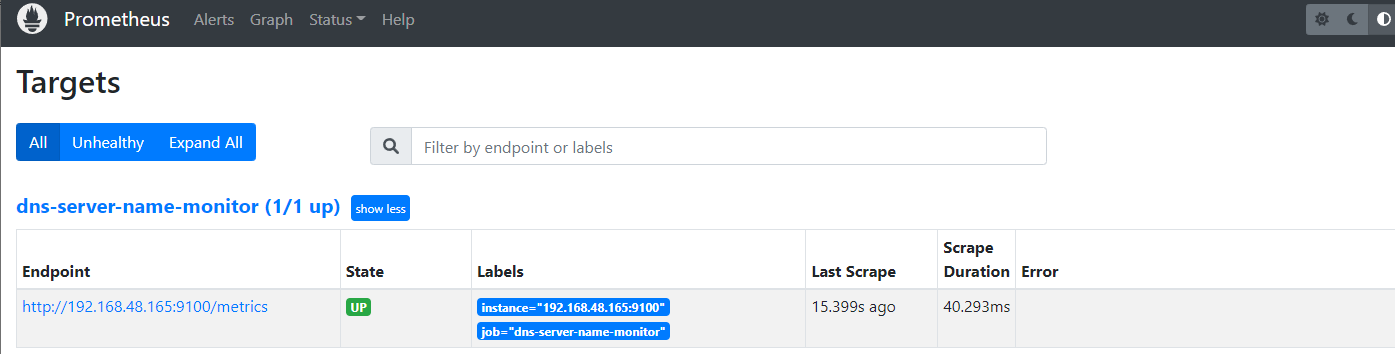 Prometheus Alerts Graph Status Help
Targets
All Unhealthy Expand All
Filter by endpoint or labels
dns-server-name-monitor (1/1 up) show less
Endpoint State Labels Last Scrape Scrape Duration Error
http://192.168.48.165:9100/metrics UP instance="192.168.48.165:9100" 15.399s ago 40.293ms
job="dns-server-name-monitor"